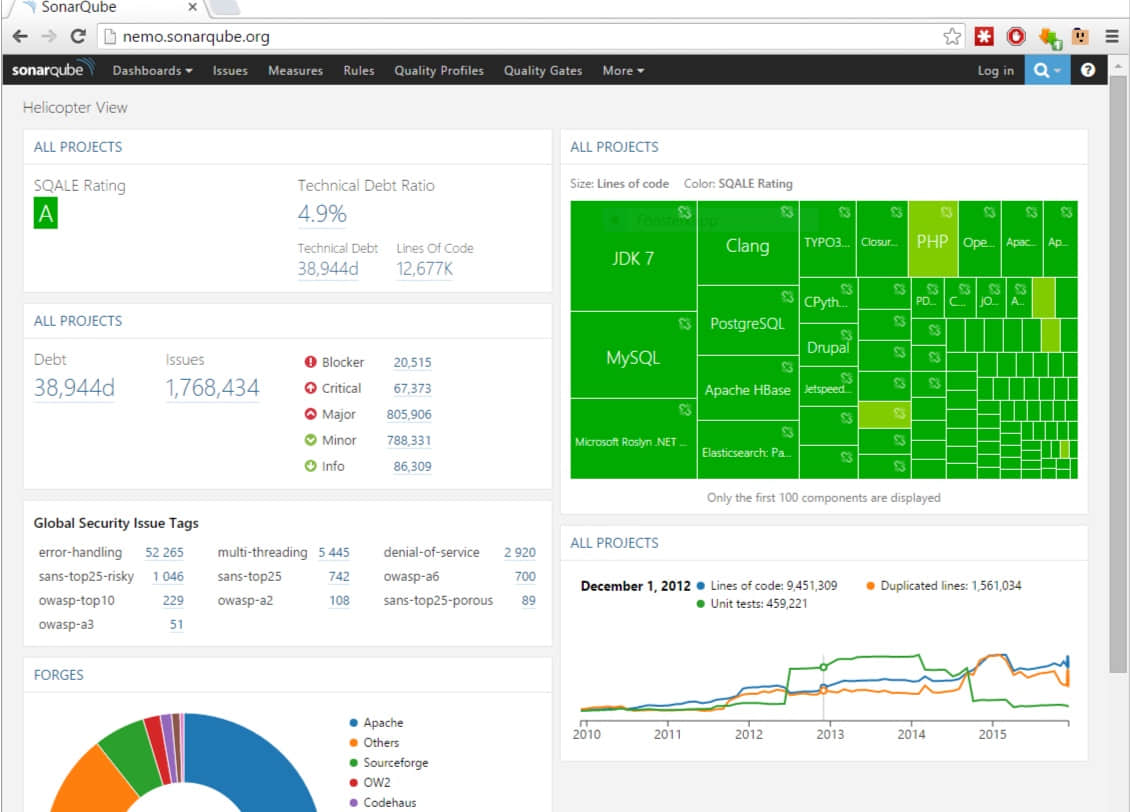 SonarQube
nemo.sonarqube.org
sonarqube Dashboards Issues Measures Rules Quality Profiles Quality Gates More Log in
Helicopter View
ALL PROJECTS
SQALE Rating
A
Technical Debt Ratio
4.9%
Technical Debt Lines Of Code
38,944d 12,677K
ALL PROJECTS
Debt Issues
38,944d 1,768,434
Blocker 20,515
Critical 67,373
Major 805,906
Minor 788,331
Info 86,309
Global Security Issue Tags
error-handling 52 265 multi-threading 5 445 denial-of-service 2 920
sans-top25-risky 1 046 sans-top25 742 owasp-a6 700
owasp-top10 229 owasp-a2 108 sans-top25-porous 89
owasp-a3 51
FORGES
Apache
Others
Sourceforge
OW2
Codehaus
ALL PROJECTS
Size: Lines of code Color: SQALE Rating
JDK 7
MySQL
Microsoft Roslyn .NET ...
Clang
PostgreSQL
Apache HBase
Elasticsearch: Pa...
TYPO3...
Closur...
PHP
Ope...
Apac...
Ap...
CPyth...
Drupal
Jetspeed...
PD...
C...
JO...
A...
Only the first 100 components are displayed
ALL PROJECTS
December 1, 2012 Lines of code: 9,451,309 Duplicated lines: 1,561,034
Unit tests: 459,221
2010 2011 2012 2013 2014 2015